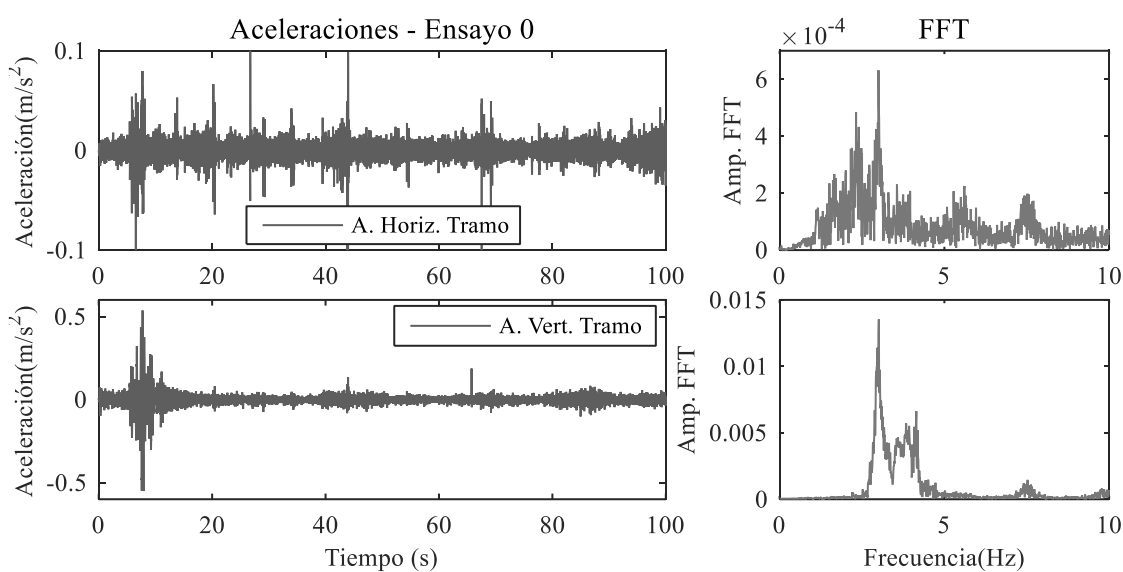 Aceleraciones - Ensayo 0
Aceleración(m/s²)
0.1
0
-0.1
A. Horiz. Tramo
0 20 40 60 80 100
FFT
×10⁻⁴
Amp. FFT
6
4
2
0
0 5 10
Aceleración(m/s²)
0.5
0
-0.5
A. Vert. Tramo
0 20 40 60 80 100
Tiempo (s)
Amp. FFT
0.015
0.01
0.005
0
0 5 10
Frecuencia(Hz)